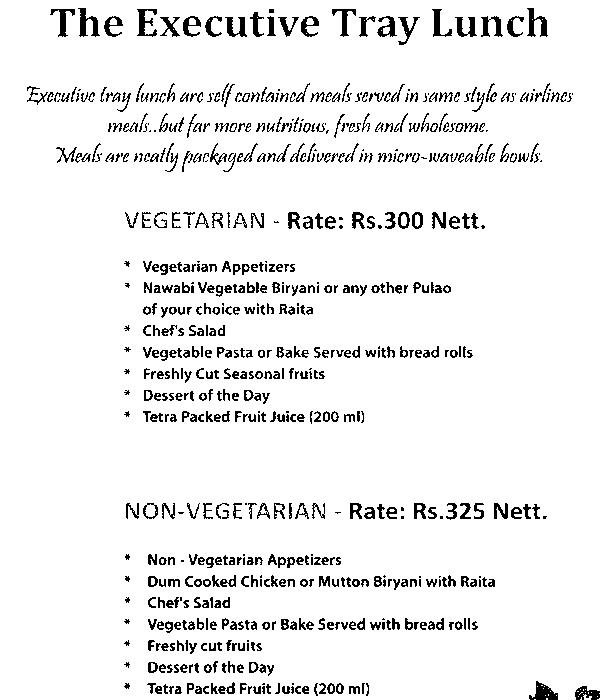 The Executive Tray Lunch
Executive tray lunch are self contained meals served in same style as airlines
meals..but far more nutritious, fresh and wholesome.
Meals are neatly packaged and delivered in micro-waveable bowls.
VEGETARIAN - Rate: Rs.300 Nett.
* Vegetarian Appetizers
* Nawabi Vegetable Biryani or any other Pulao
of your choice with Raita
* Chef's Salad
* Vegetable Pasta or Bake Served with bread rolls
* Freshly Cut Seasonal fruits
* Dessert of the Day
* Tetra Packed Fruit Juice (200 ml)
NON-VEGETARIAN - Rate: Rs.325 Nett.
* Non - Vegetarian Appetizers
* Dum Cooked Chicken or Mutton Biryani with Raita
* Chef's Salad
* Vegetable Pasta or Bake Served with bread rolls
* Freshly cut fruits
* Dessert of the Day
* Tetra Packed Fruit Juice (200 ml)